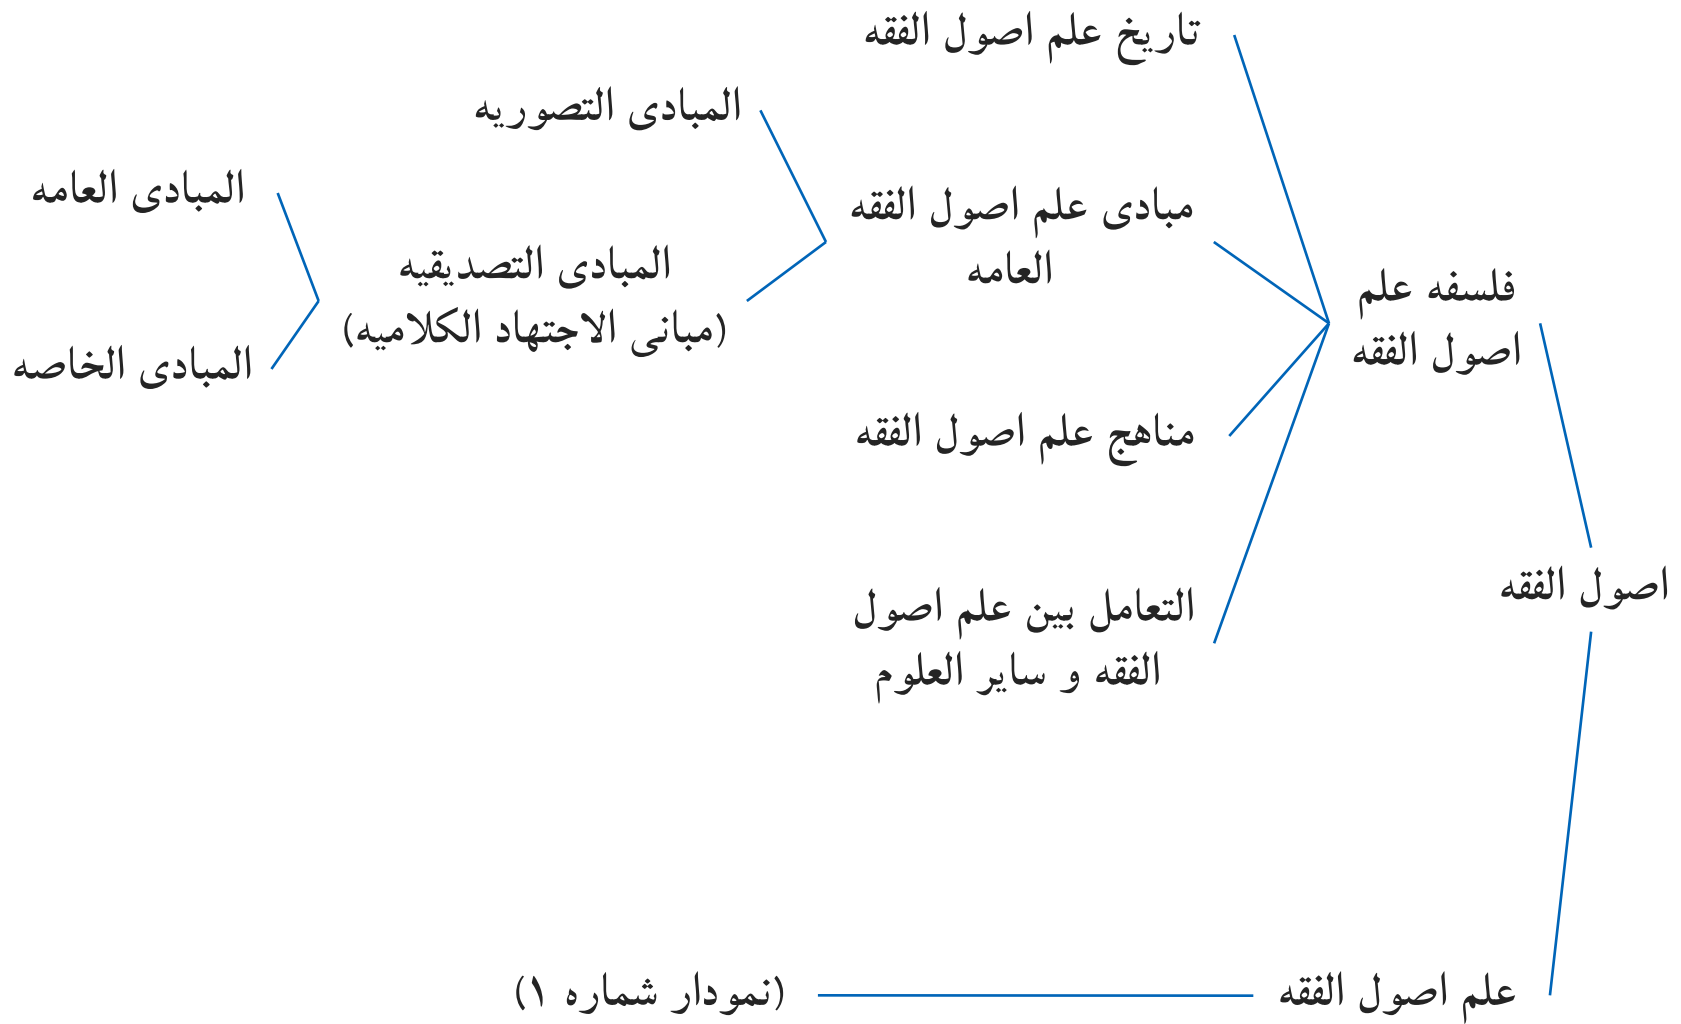 اصول الفقه
فلسفه علم
اصول الفقه
تاریخ علم اصول الفقه
مبادی علم اصول الفقه
العامه
المبادی التصوریه
المبادی التصدیقیه
(مبانی الاجتهاد الکلامیه)
المبادی العامه
المبادی الخاصه
مناهج علم اصول الفقه
التعامل بین علم اصول
الفقه و سایر العلوم
علم اصول الفقه
(نمودار شماره ۱)